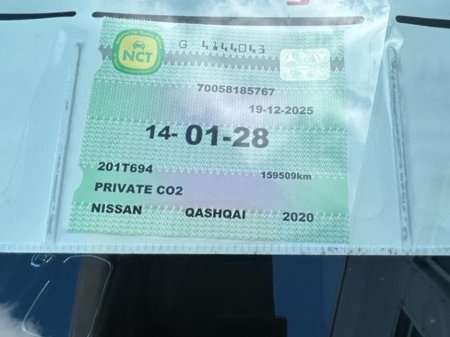 NCT
G 4144043
70058185767
19-12-2025
14-01-28
201T694
159509km
PRIVATE CO2
NISSAN QASHQAI 2020